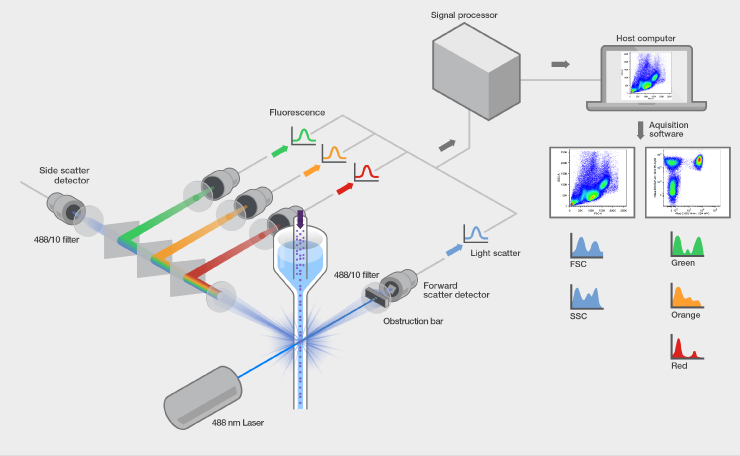 Signal processor
Host computer
Fluorescence
Aquisition
software
Side scatter
detector
488/10 filter
Light scatter
488/10 filter
Forward
scatter detector
Obstruction bar
488 nm Laser
FSC
Green
SSC
Orange
Red